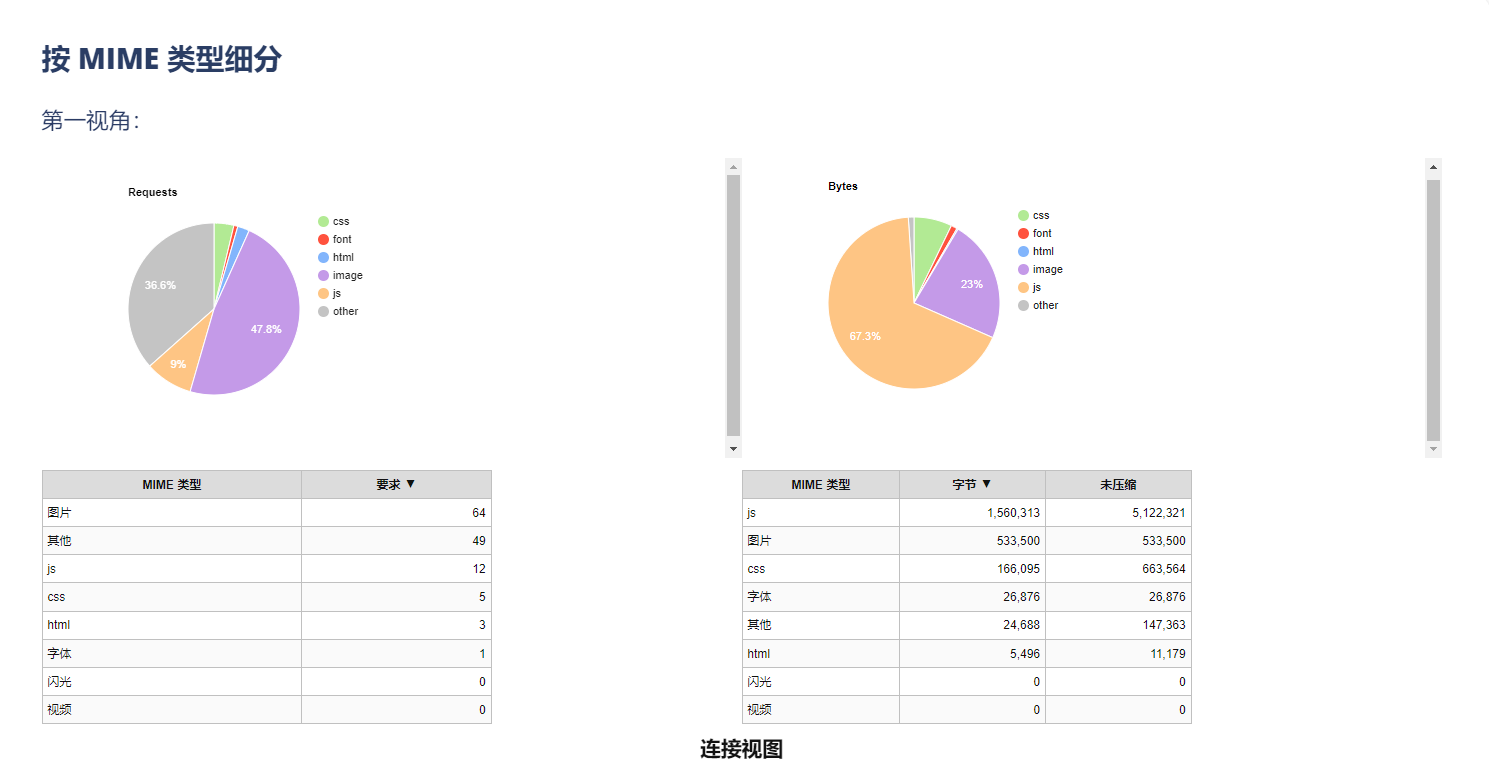 按 MIME 类型细分
第一视角：
Requests
css
font
html
image
js
other
36.6%
47.8%
9%
Bytes
css
font
html
image
js
other
23%
67.3%
MIME 类型 要求 ▼
图片 64
其他 49
js 12
css 5
html 3
字体 1
闪光 0
视频 0
MIME 类型 字节 ▼ 未压缩
js 1,560,313 5,122,321
图片 533,500 533,500
css 166,095 663,564
字体 26,876 26,876
其他 24,688 147,363
html 5,496 11,179
闪光 0 0
视频 0 0
连接视图